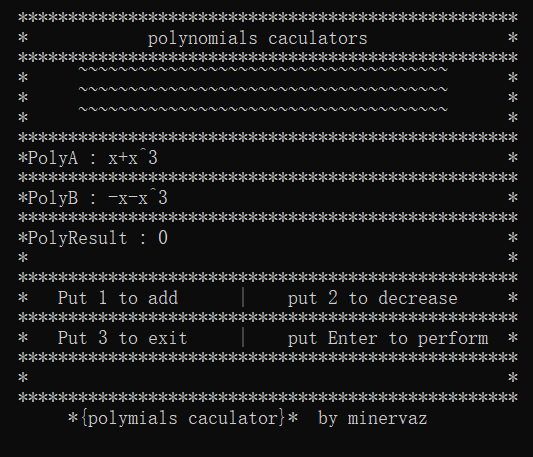 **************************************************
*            polynomials caculators              *
**************************************************
*     ~~~~~~~~~~~~~~~~~~~~~~~~~~~~~~~~~~~~~      *
*     ~~~~~~~~~~~~~~~~~~~~~~~~~~~~~~~~~~~~~      *
*     ~~~~~~~~~~~~~~~~~~~~~~~~~~~~~~~~~~~~~      *
**************************************************
*PolyA : x+x^3                                   *
**************************************************
*PolyB : -x-x^3                                  *
**************************************************
*PolyResult : 0                                  *
*                                                *
**************************************************
*   Put 1 to add      |    put 2 to decrease     *
**************************************************
*   Put 3 to exit     |    put Enter to perform  *
**************************************************
*                                                *
**************************************************
*{polymials caculator}*  by minervaz